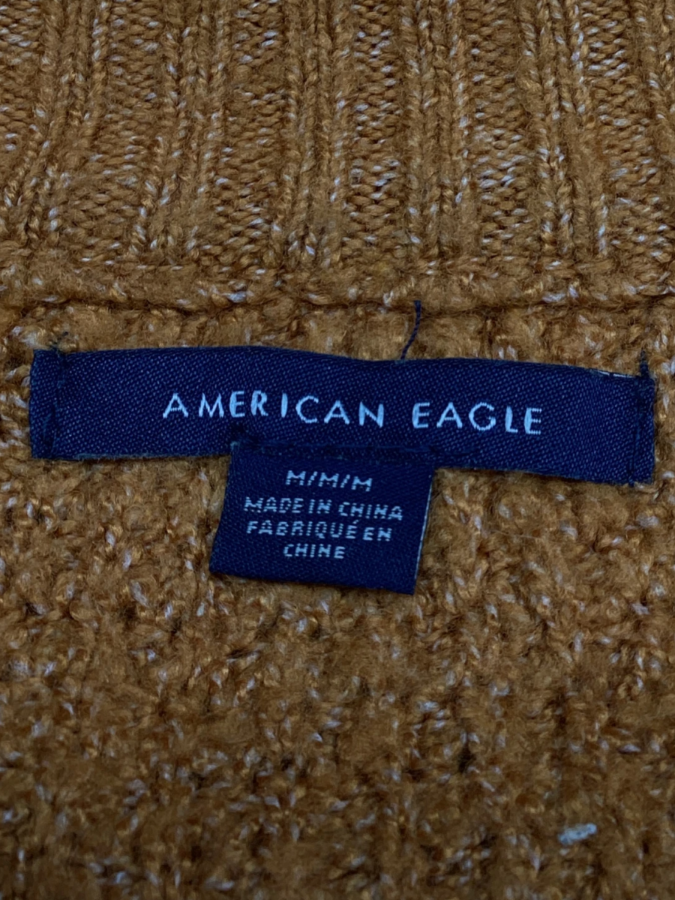 AMERICAN EAGLE
M/M/M
MADE IN CHINA
FABRIQUÉ EN
CHINE